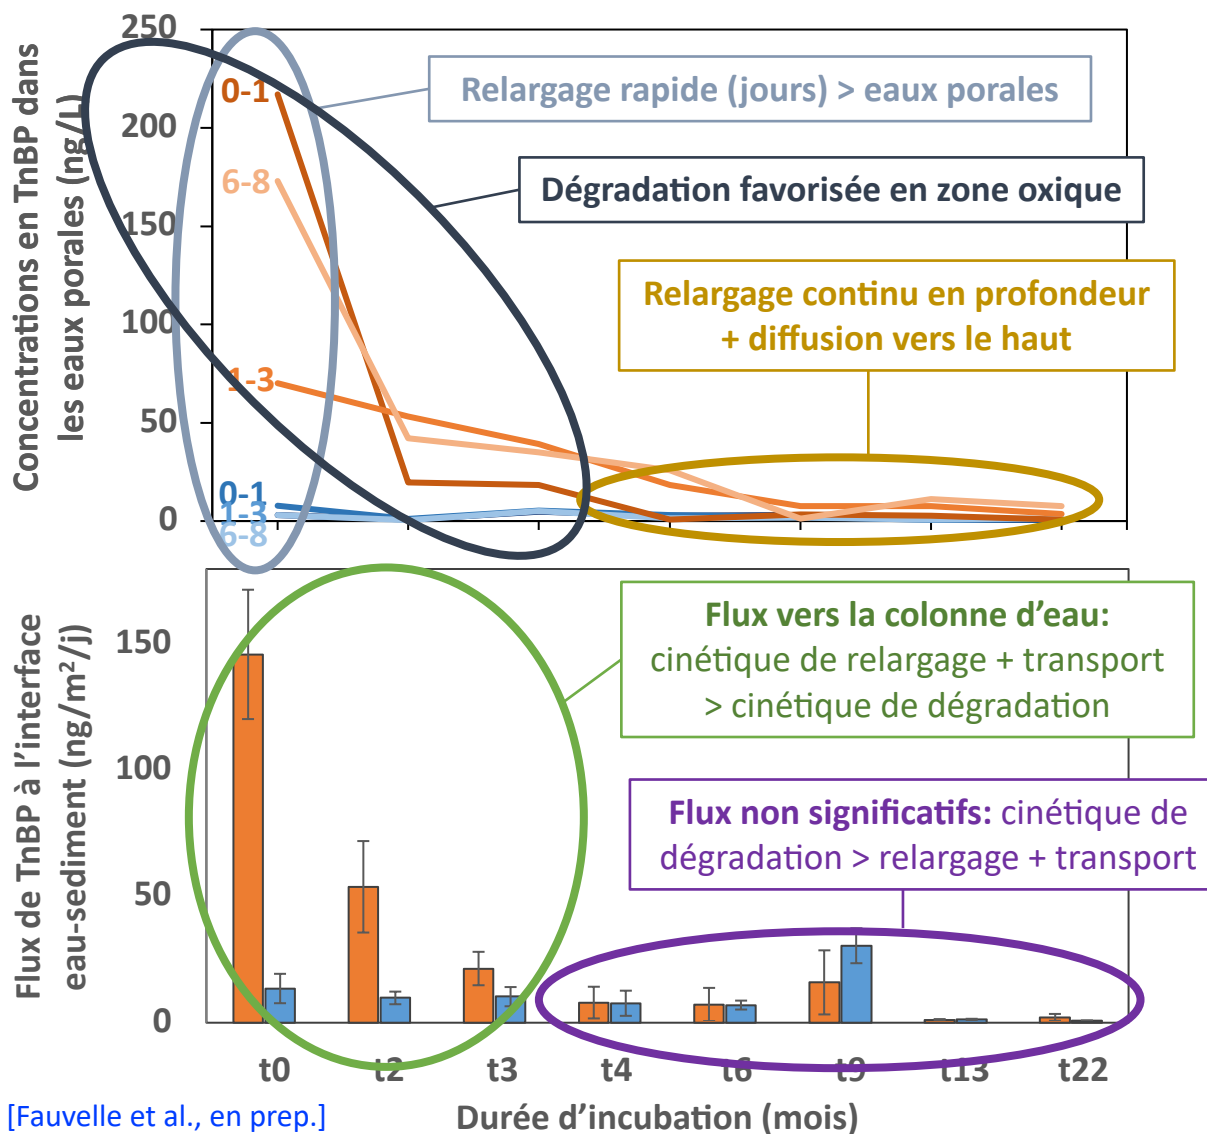 Concentrations en TnBP dans
les eaux porales (ng/L)
250
200
150
100
50
0
0-1
6-8
1-3
0-1
1-3
6-8
Relargage rapide (jours) > eaux porales
Dégradation favorisée en zone oxique
Relargage continu en profondeur
+ diffusion vers le haut
Flux de TnBP à l’interface
eau-sediment (ng/m²/j)
150
100
50
0
Flux vers la colonne d’eau:
cinétique de relargage + transport
> cinétique de dégradation
Flux non significatifs: cinétique de
dégradation > relargage + transport
t0 t2 t3 t4 t6 t9 t13 t22
Durée d’incubation (mois)
[Fauvelle et al., en prep.]